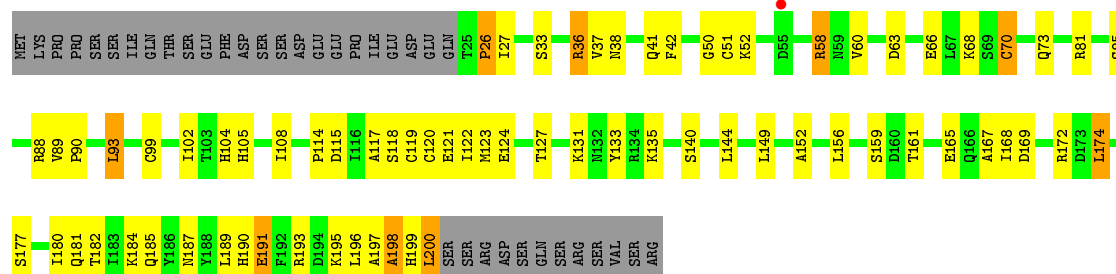 MET LYS PRO PRO SER SER ILE GLN THR SER GLU PHE ASP SER SER ASP GLU GLU PRO ILE GLU ASP GLU GLN T25 P26 I27 S33 R36 V37 N38 Q41 F42 G50 C51 K52 D55 R58 N59 V60 D63 E66 L67 K68 S69 C70 Q73 R81
R88 V89 P90 L93 C99 I102 T103 H104 H105 I108 P114 D115 I116 A117 S118 C119 C120 E121 I122 M123 E124 T127 K131 N132 Y133 R134 K135 S140 L144 L149 A152 L156 S159 D160 T161 E165 Q166 A167 I168 D169 R172 D173 L174
S177 I180 Q181 T182 I183 K184 Q185 Y186 N187 Y188 L189 H190 E191 F192 R193 D194 K195 L196 A197 A198 H199 L200 SER SER ARG ASP SER GLN SER ARG SER VAL SER ARG